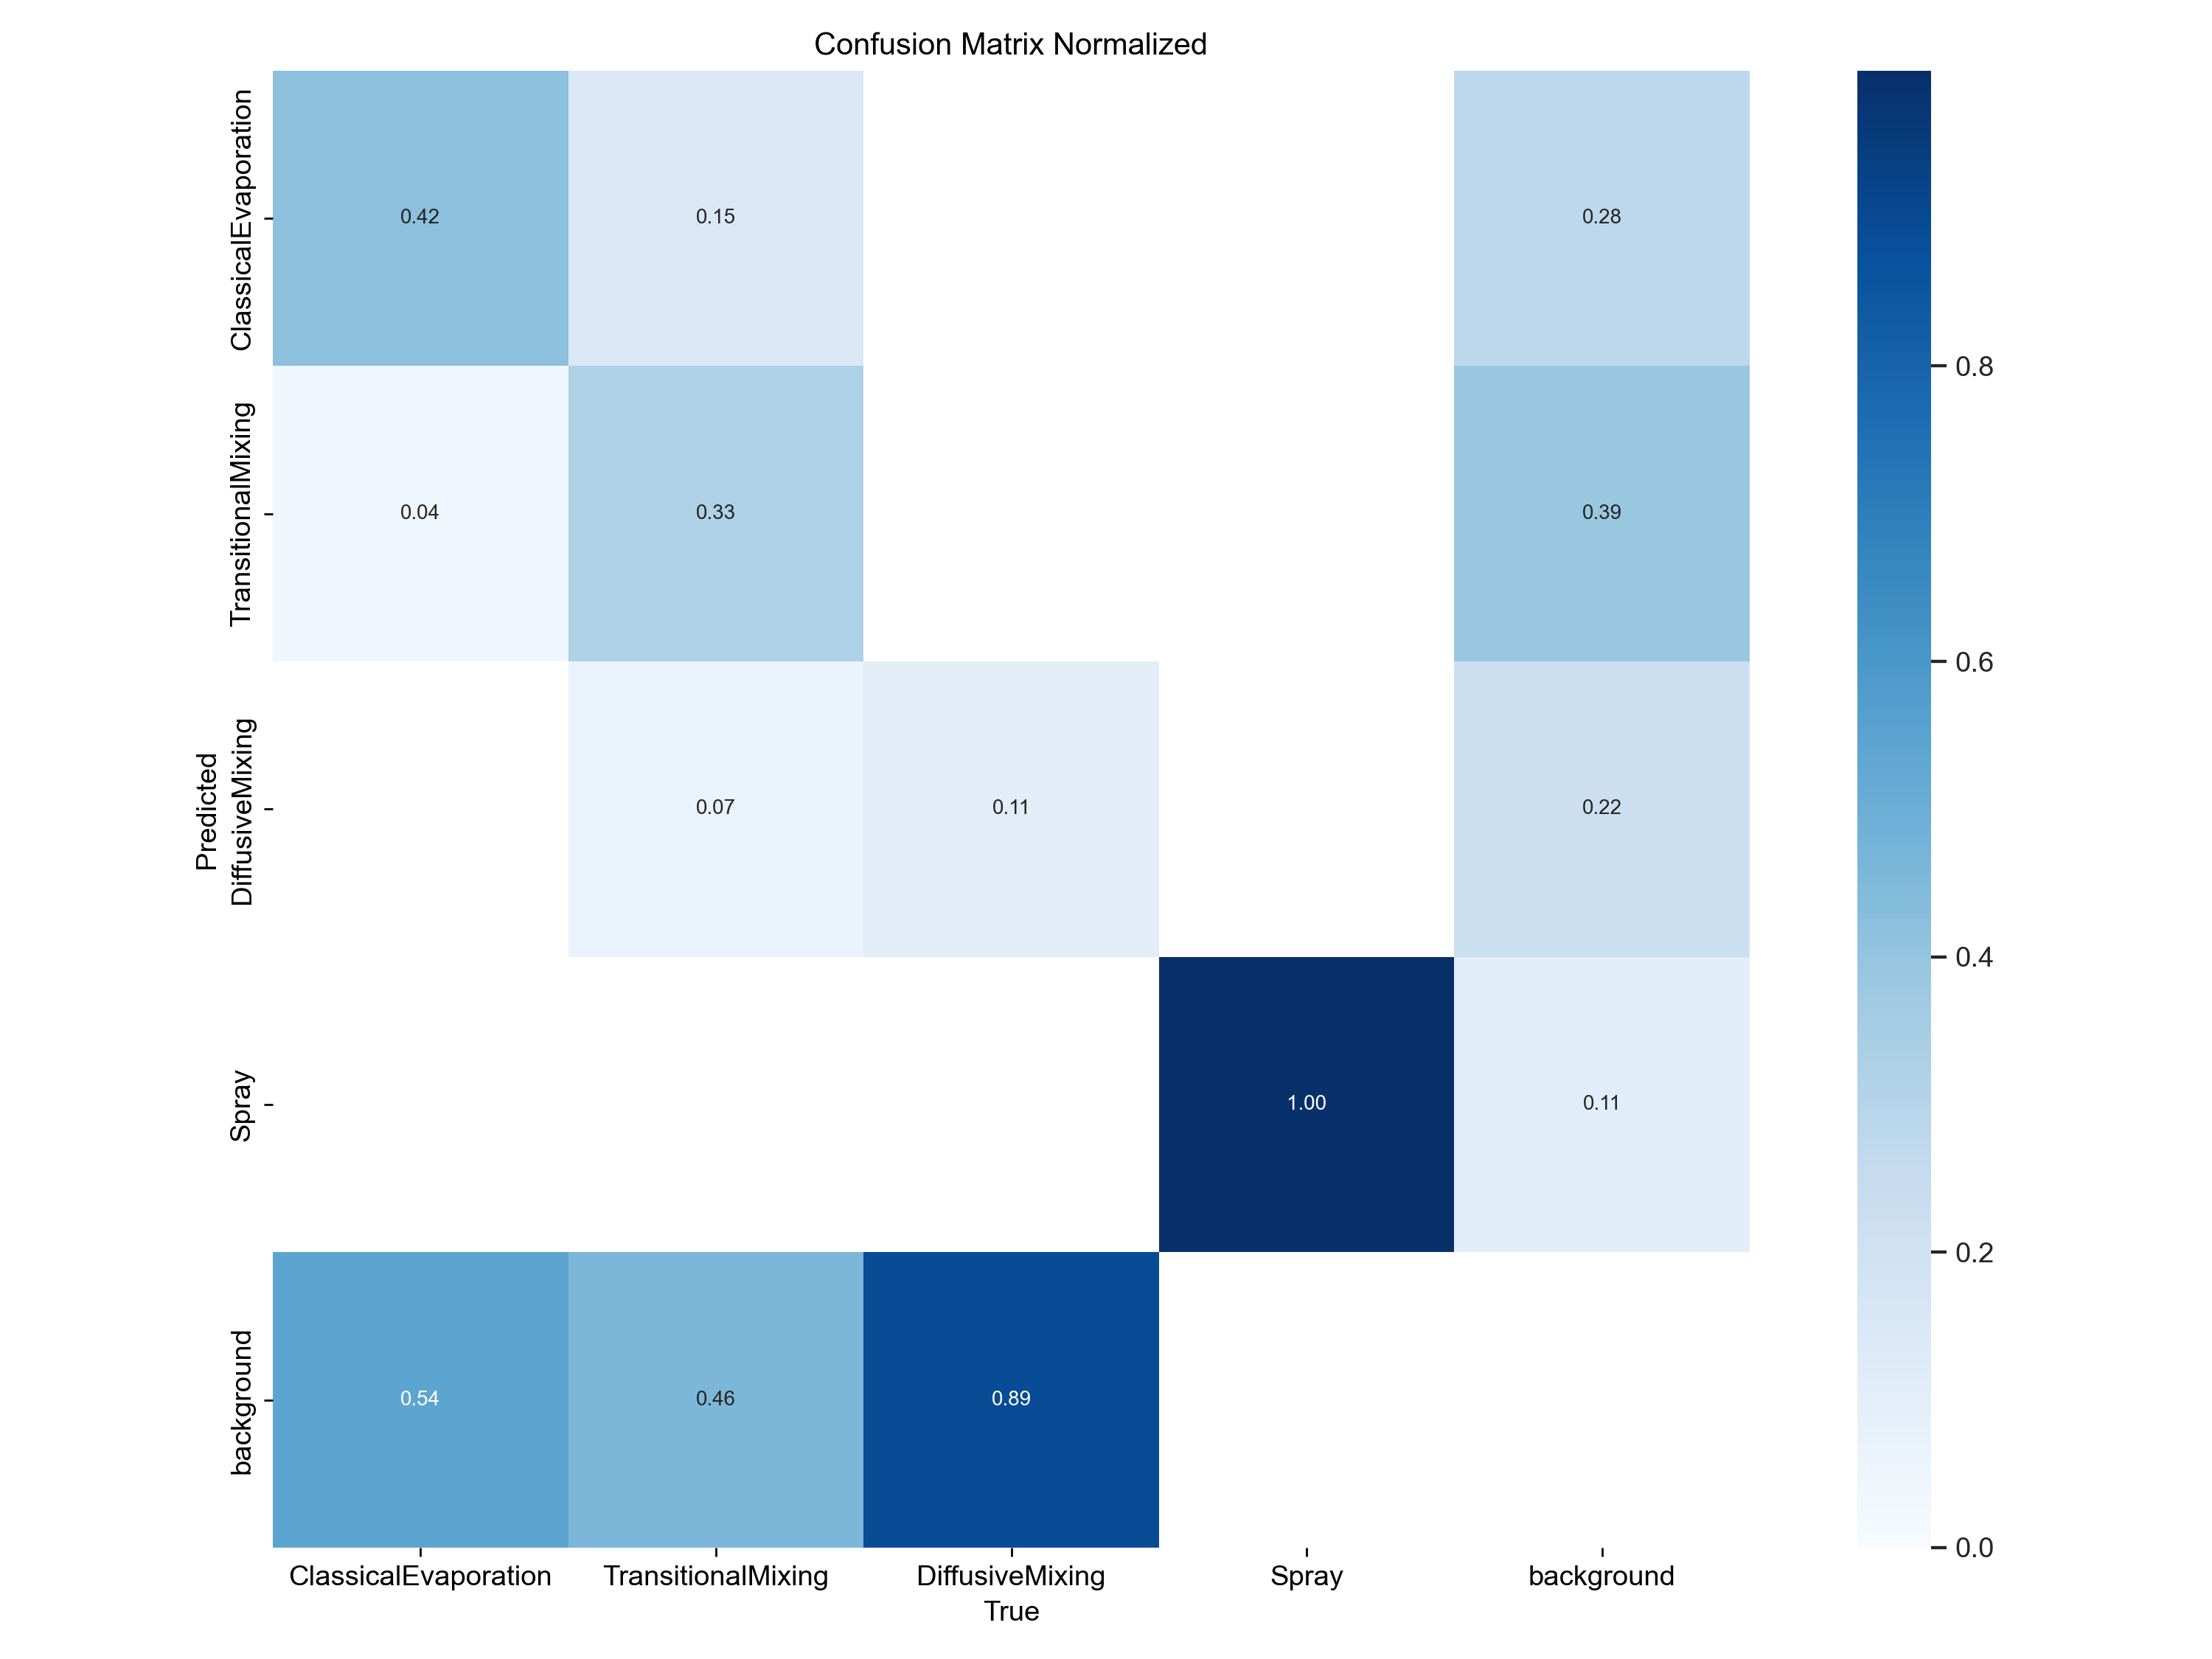 Confusion Matrix Normalized
ClassicalEvaporation
0.42
0.15
0.28
TransitionalMixing
0.04
0.33
0.39
Predicted
DiffusiveMixing
0.07
0.11
0.22
Spray
1.00
0.11
background
0.54
0.46
0.89
ClassicalEvaporation
TransitionalMixing
DiffusiveMixing
Spray
background
True
0.8
0.6
0.4
0.2
0.0